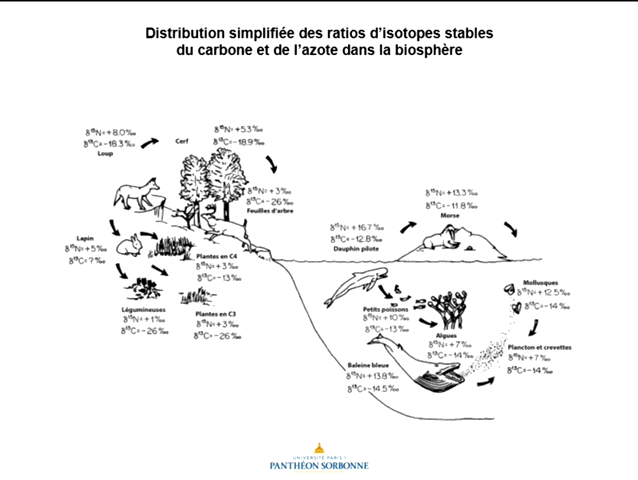 Distribution simplifiée des ratios d'isotopes stables
du carbone et de l'azote dans la biosphère
δ¹⁵N=+8.0‰
δ¹³C=-18.3‰
Loup
Cerf
δ¹⁵N=+5.3‰
δ¹³C=-18.9‰
δ¹⁵N=+3‰
δ¹³C=-26‰
Feuilles d'arbre
Lapin
δ¹⁵N=+5‰
δ¹³C=?‰
Plantes en C4
δ¹⁵N=+3‰
δ¹³C=-13‰
Légumineuses
δ¹⁵N=+1‰
δ¹³C=-26‰
Plantes en C3
δ¹⁵N=+3‰
δ¹³C=-26‰
δ¹⁵N=+16.7‰
δ¹³C=-12.8‰
Dauphin pilote
δ¹⁵N=+13.3‰
δ¹³C=-11.8‰
Morse
Petits poissons
δ¹⁵N=+10‰
δ¹³C=-13‰
Algues
δ¹⁵N=+7‰
δ¹³C=-14‰
Mollusques
δ¹⁵N=+12.5‰
δ¹³C=-14‰
Plancton et crevettes
δ¹⁵N=+7‰
δ¹³C=-14‰
Baleine bleue
δ¹⁵N=+13.8‰
δ¹³C=-14.5‰
UNIVERSITÉ PARIS 1
PANTHÉON SORBONNE